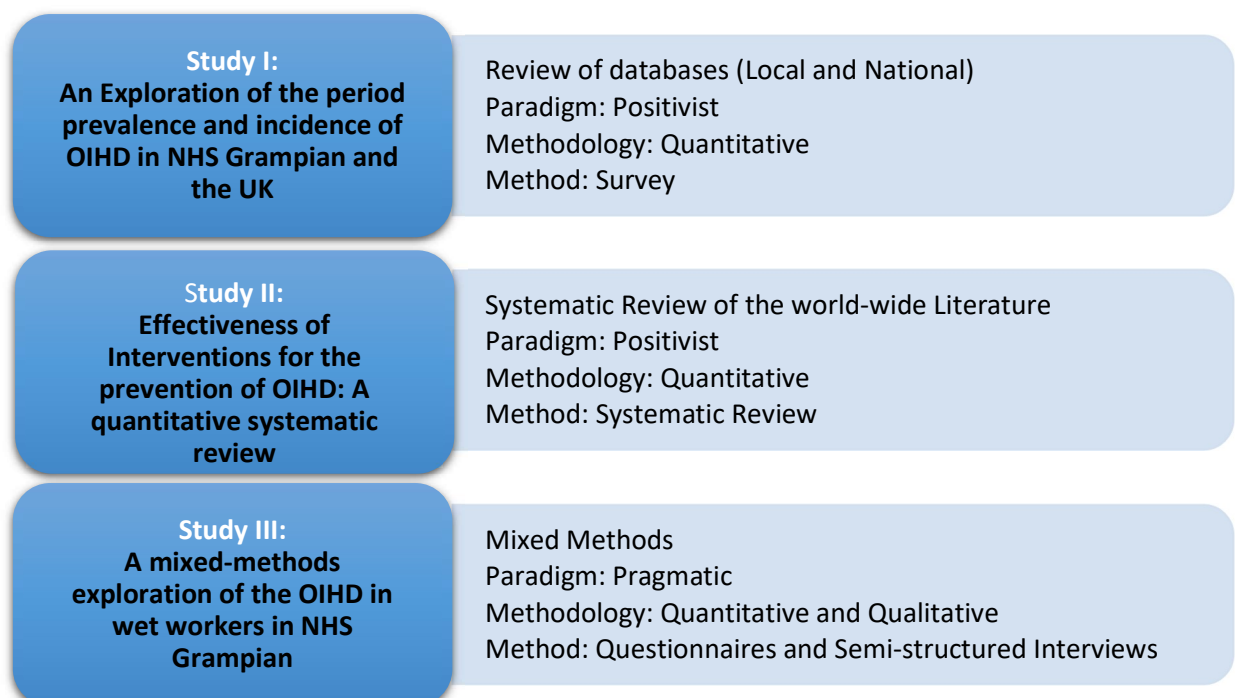 Study I:
An Exploration of the period
prevalence and incidence of
OIHD in NHS Grampian and
the UK
Review of databases (Local and National)
Paradigm: Positivist
Methodology: Quantitative
Method: Survey
Study II:
Effectiveness of
Interventions for the
prevention of OIHD: A
quantitative systematic
review
Systematic Review of the world-wide Literature
Paradigm: Positivist
Methodology: Quantitative
Method: Systematic Review
Study III:
A mixed-methods
exploration of the OIHD in
wet workers in NHS
Grampian
Mixed Methods
Paradigm: Pragmatic
Methodology: Quantitative and Qualitative
Method: Questionnaires and Semi-structured Interviews